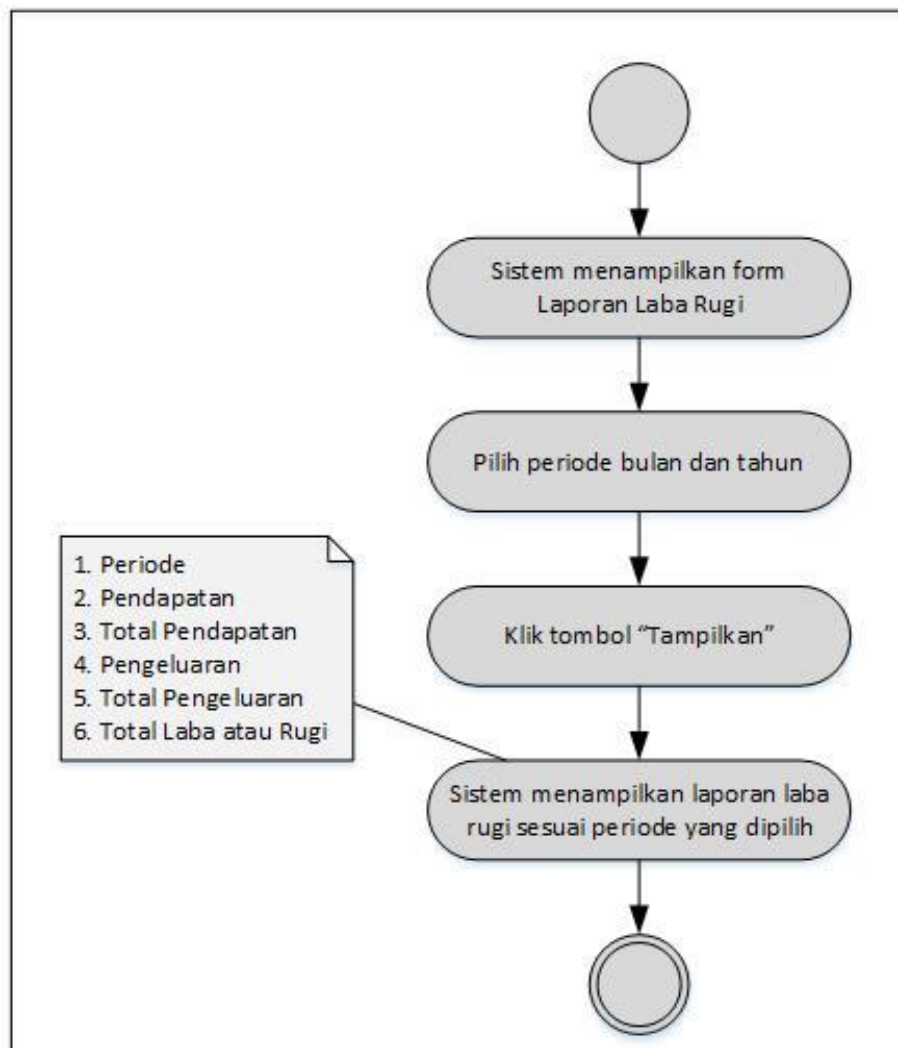 Sistem menampilkan form
Laporan Laba Rugi
Pilih periode bulan dan tahun
1. Periode
2. Pendapatan
3. Total Pendapatan
4. Pengeluaran
5. Total Pengeluaran
6. Total Laba atau Rugi
Klik tombol “Tampilkan”
Sistem menampilkan laporan laba
rugi sesuai periode yang dipilih